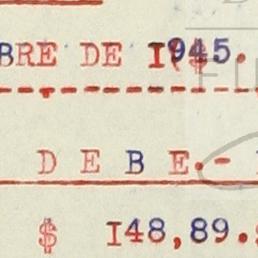 BRE DE I945.
D E B E.-
$ I48,89.